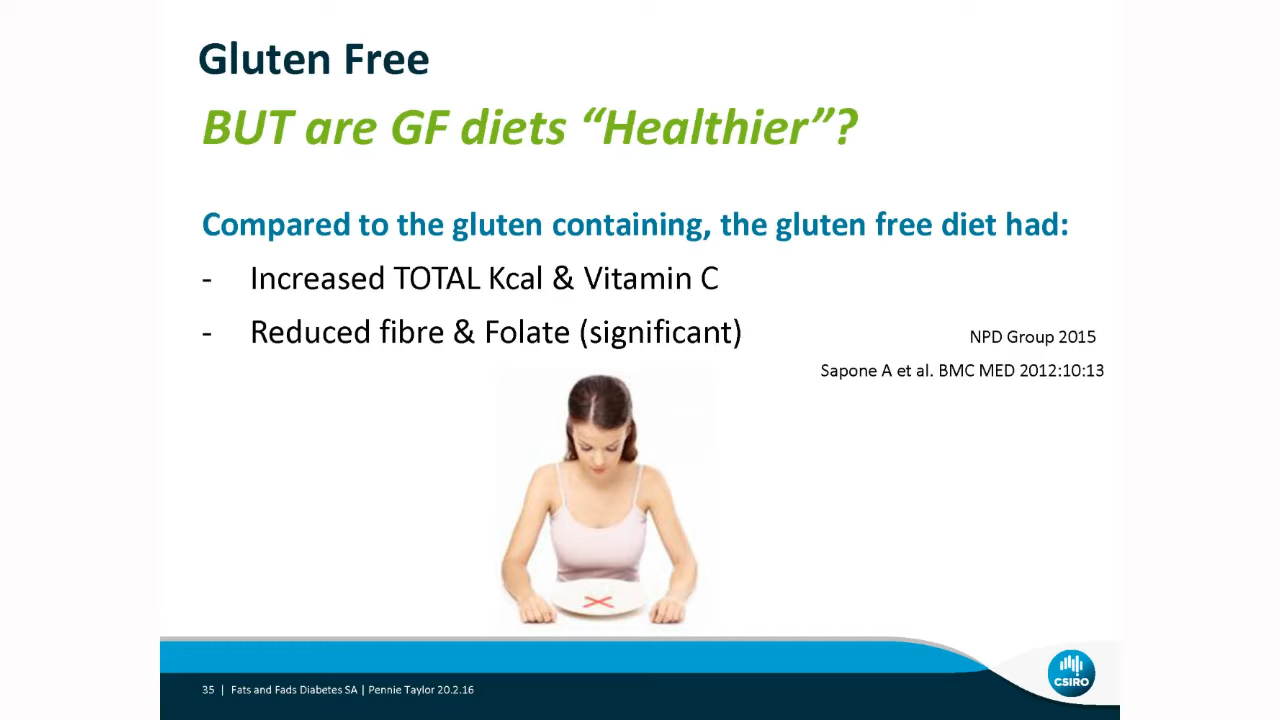 Gluten Free
BUT are GF diets “Healthier”?
Compared to the gluten containing, the gluten free diet had:
- Increased TOTAL Kcal & Vitamin C
- Reduced fibre & Folate (significant)
NPD Group 2015
Sapone A et al. BMC MED 2012:10:13
35 | Fats and Fads Diabetes SA | Pennie Taylor 20.2.16
CSIRO